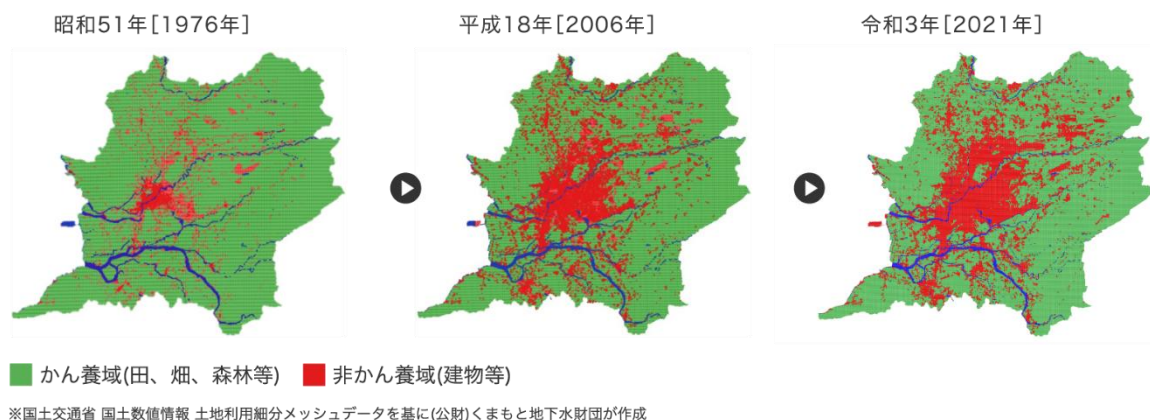 昭和51年[1976年]
平成18年[2006年]
令和3年[2021年]
かん養域(田、畑、森林等)
非かん養域(建物等)
※国土交通省 国土数値情報 土地利用細分メッシュデータを基に(公財)くまもと地下水財団が作成